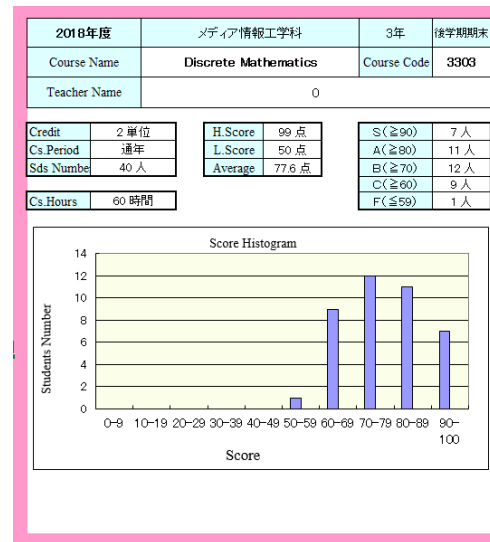 2018年度 メディア情報工学科 3年 後学期期末
Course Name Discrete Mathematics Course Code 3303
Teacher Name 0
Credit 2 単位 H.Score 99 点 S(≧90) 7 人
Cs.Period 通年 L.Score 50 点 A(≧80) 11 人
Sds Numbe 40 人 Average 77.6 点 B(≧70) 12 人
C(≧60) 9 人
Cs.Hours 60 時間 F(≦59) 1 人
Score Histogram
14
12
10
8
6
4
2
0
Students Number
0-9 10-19 20-29 30-39 40-49 50-59 60-69 70-79 80-89 90-
100
Score